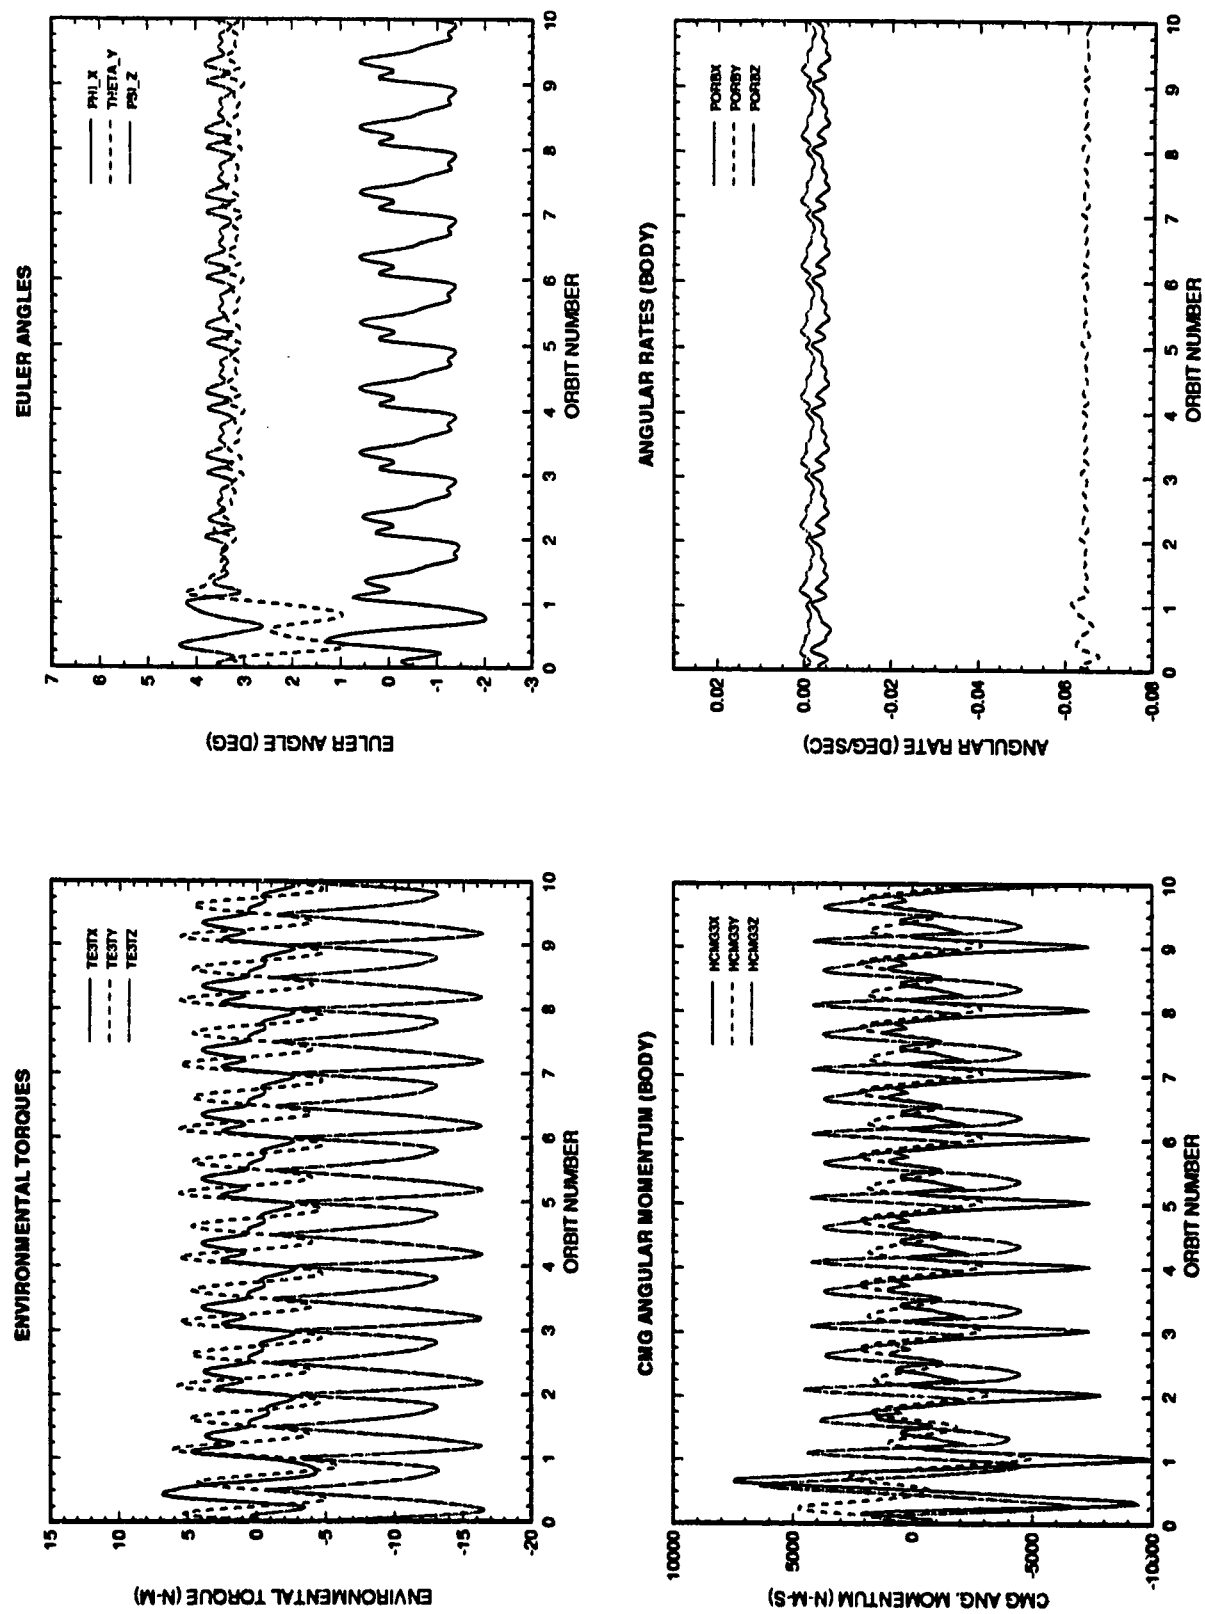 ENVIRONMENTAL TORQUES
ENVIRONMENTAL TORQUE (N-M)
15
10
5
0
-5
-10
-15
-20
TE3TX
TE3TY
TE3TZ
0 1 2 3 4 5 6 7 8 9 10
ORBIT NUMBER
EULER ANGLES
EULER ANGLE (DEG)
7
6
5
4
3
2
1
0
-1
-2
-3
PHI_X
THETA_Y
PSI_Z
0 1 2 3 4 5 6 7 8 9 10
ORBIT NUMBER
CMG ANGULAR MOMENTUM (BODY)
CMG ANG. MOMENTUM (N-M-S)
10000
5000
0
-5000
-10000
HCMG3X
HCMG3Y
HCMG3Z
0 1 2 3 4 5 6 7 8 9 10
ORBIT NUMBER
ANGULAR RATES (BODY)
ANGULAR RATE (DEG/SEC)
0.02
0.00
-0.02
-0.04
-0.06
-0.08
PORBX
PORBY
PORBZ
0 1 2 3 4 5 6 7 8 9 10
ORBIT NUMBER